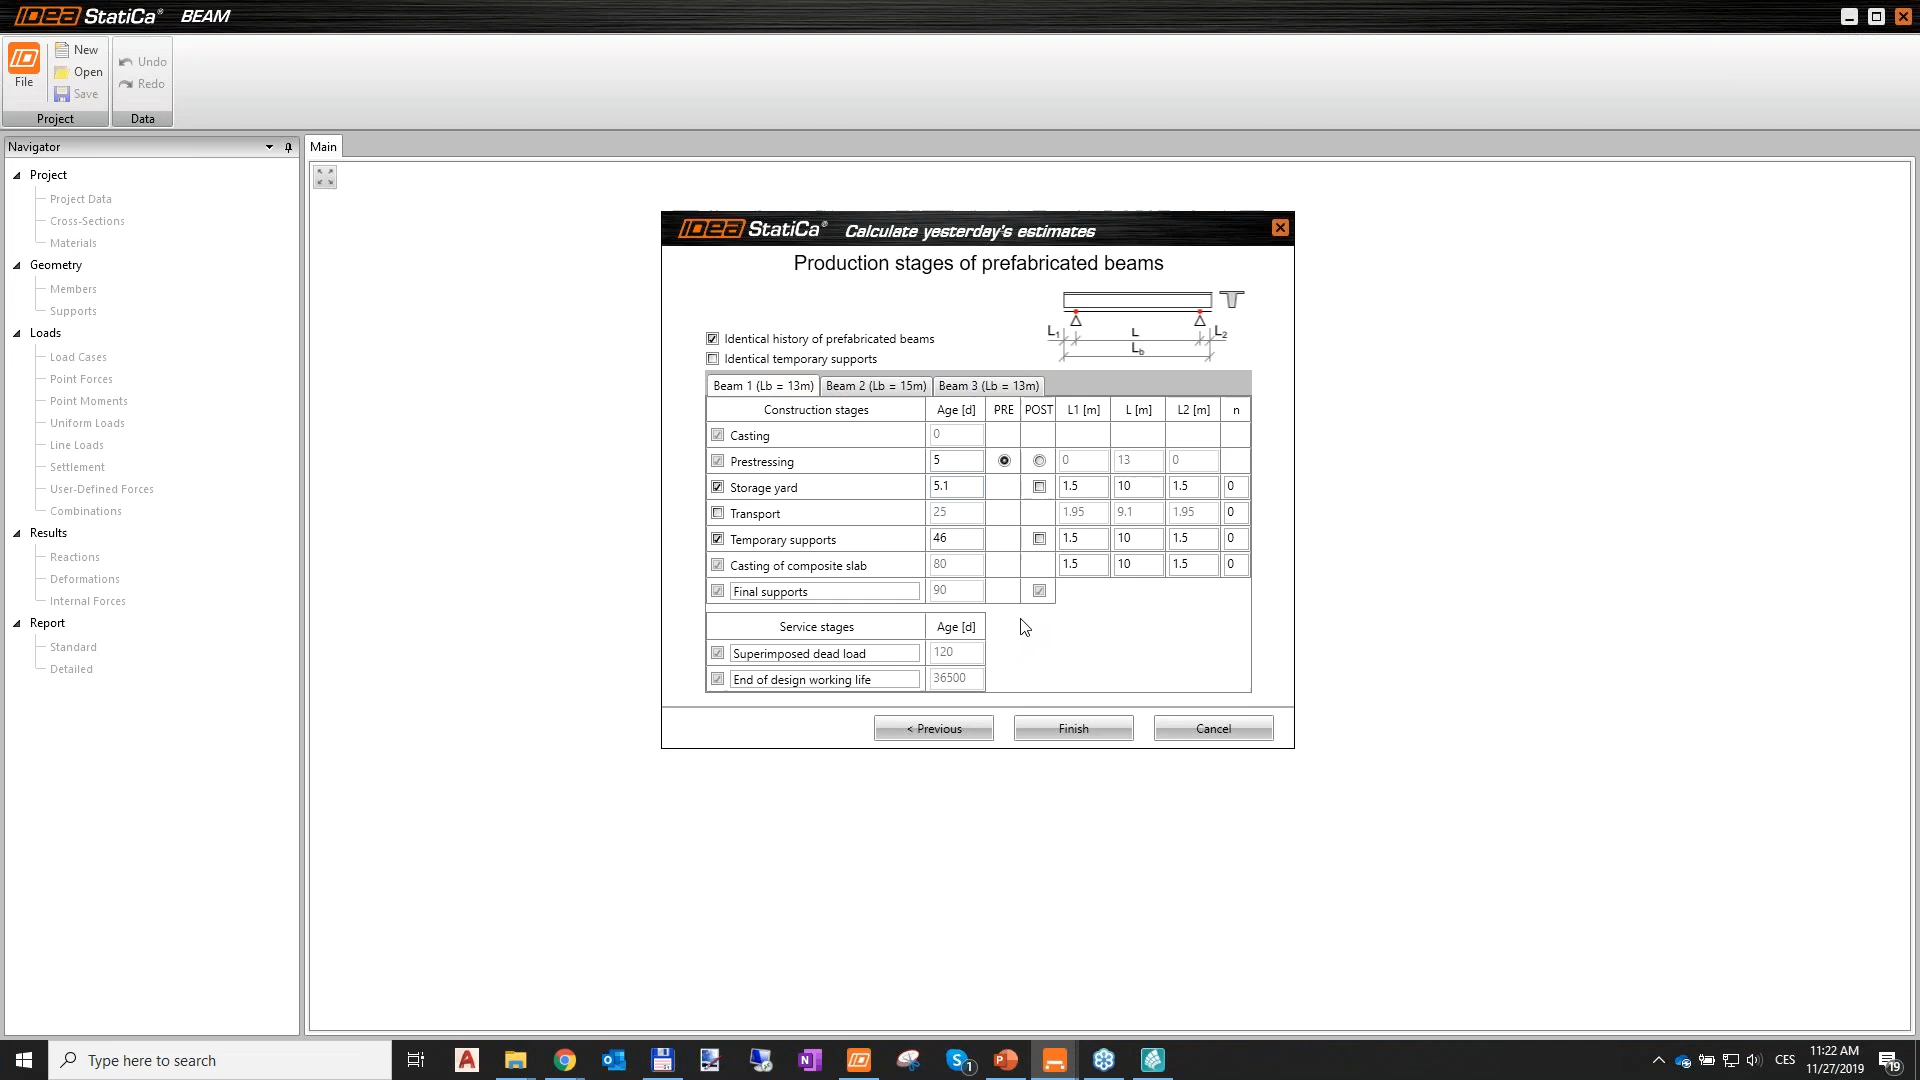 IDEA StatiCa® BEAM
File
New
Open
Save
Undo
Redo
Project
Data
Navigator
Main
Project
Project Data
Cross-Sections
Materials
Geometry
Members
Supports
Loads
Load Cases
Point Forces
Point Moments
Uniform Loads
Line Loads
Settlement
User-Defined Forces
Combinations
Results
Reactions
Deformations
Internal Forces
Report
Standard
Detailed
IDEA StatiCa® Calculate yesterday's estimates
Production stages of prefabricated beams
L1 L L2
Lb
Identical history of prefabricated beams
Identical temporary supports
Beam 1 (Lb = 13m) Beam 2 (Lb = 15m) Beam 3 (Lb = 13m)
Construction stages Age [d] PRE POST L1 [m] L [m] L2 [m] n
Casting 0
Prestressing 5 0 13 0
Storage yard 5.1 1.5 10 1.5 0
Transport 25 1.95 9.1 1.95 0
Temporary supports 46 1.5 10 1.5 0
Casting of composite slab 80 1.5 10 1.5 0
Final supports 90
Service stages Age [d]
Superimposed dead load 120
End of design working life 36500
< Previous Finish Cancel
Type here to search
CES
11:22 AM
11/27/2019
19
1